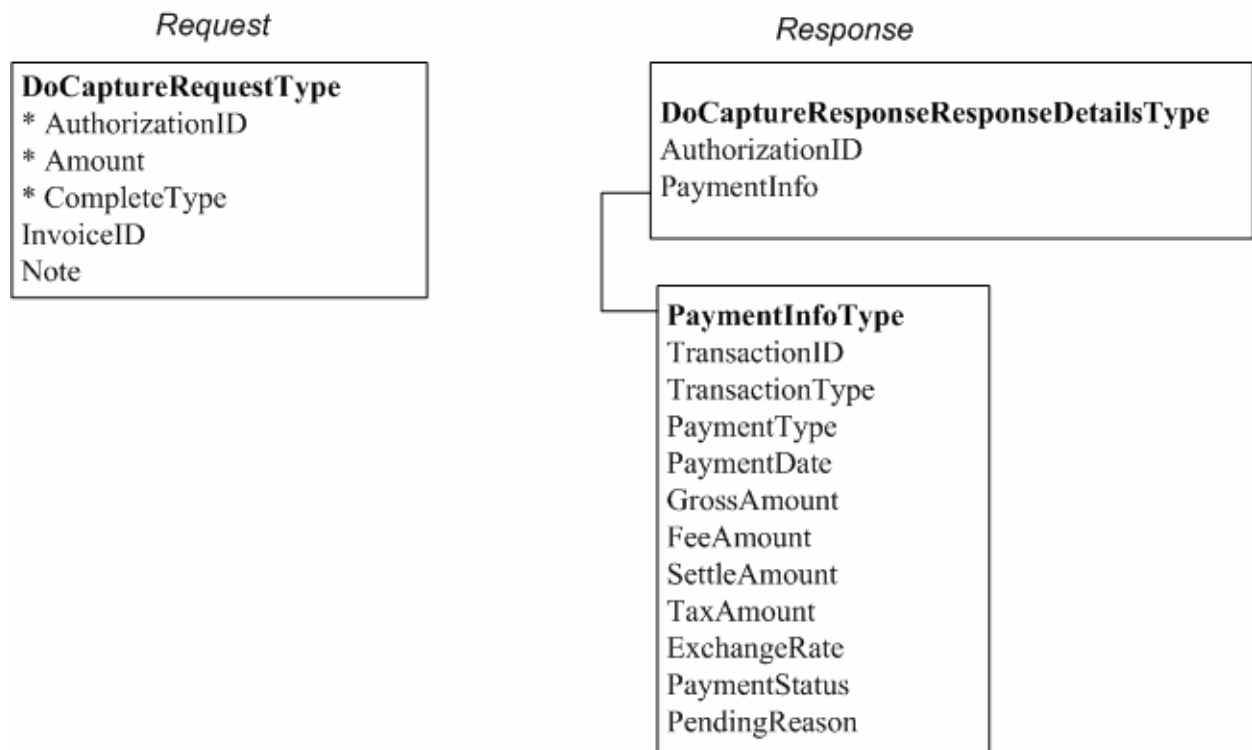 Request
DoCaptureRequestType
* AuthorizationID
* Amount
* CompleteType
InvoiceID
Note
Response
DoCaptureResponseResponseDetailsType
AuthorizationID
PaymentInfo
PaymentInfoType
TransactionID
TransactionType
PaymentType
PaymentDate
GrossAmount
FeeAmount
SettleAmount
TaxAmount
ExchangeRate
PaymentStatus
PendingReason